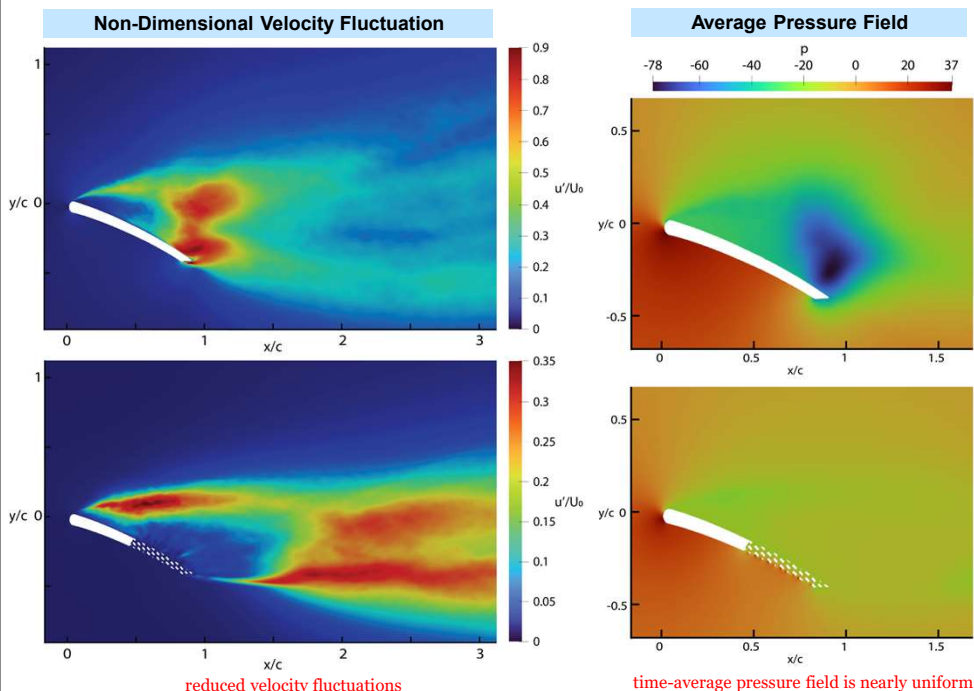 Non-Dimensional Velocity Fluctuation
1
y/c 0
0 1 2 3
x/c
0.9
0.8
0.7
0.6
0.5
u'/U₀
0.4
0.3
0.2
0.1
0
Average Pressure Field
p
-78 -60 -40 -20 0 20 37
0.5
y/c 0
-0.5
0 0.5 1 1.5
x/c
1
y/c 0
0 1 2 3
x/c
0.35
0.3
0.25
0.2
u'/U₀
0.15
0.1
0.05
0
reduced velocity fluctuations
0.5
y/c 0
-0.5
0 0.5 1 1.5
x/c
time-average pressure field is nearly uniform